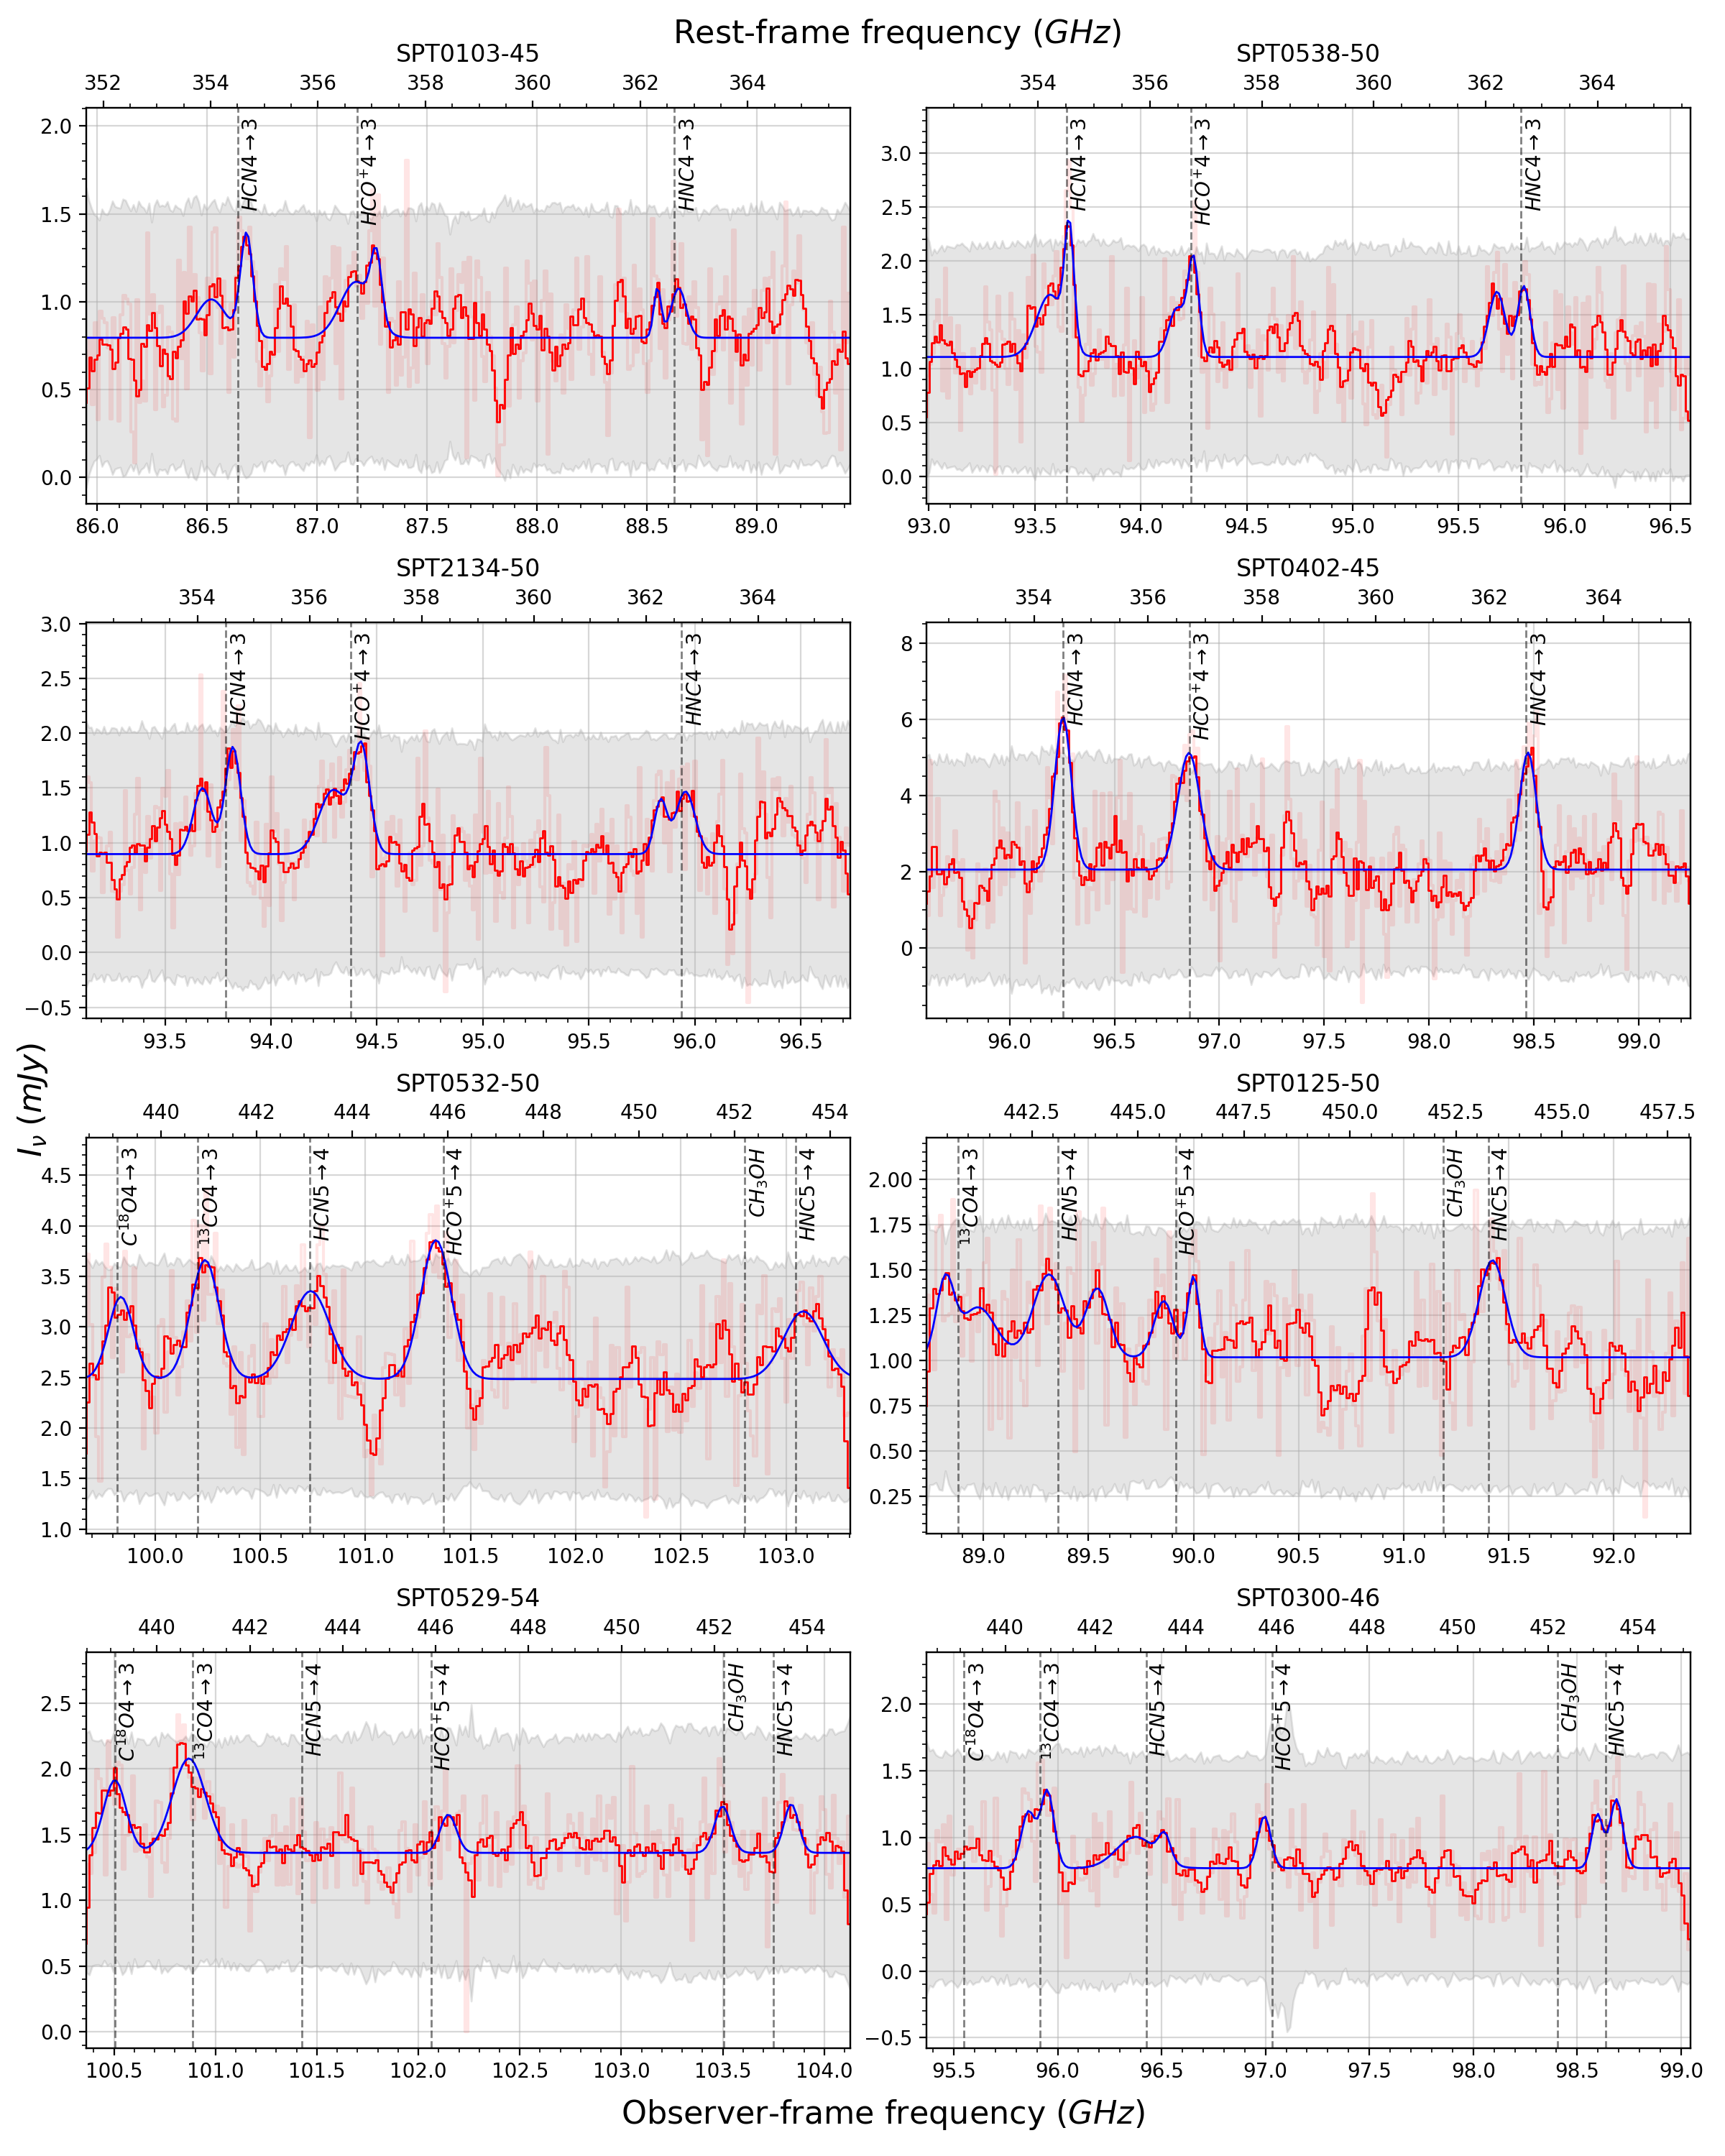 Rest-frame frequency (GHz)
SPT0103-45
352 354 356 358 360 362 364
2.0
1.5
1.0
0.5
0.0
HCN4→3
HCO⁺4→3
HNC4→3
86.0 86.5 87.0 87.5 88.0 88.5 89.0
SPT0538-50
354 356 358 360 362 364
3.0
2.5
2.0
1.5
1.0
0.5
0.0
HCN4→3
HCO⁺4→3
HNC4→3
93.0 93.5 94.0 94.5 95.0 95.5 96.0 96.5
SPT2134-50
354 356 358 360 362 364
3.0
2.5
2.0
1.5
1.0
0.5
0.0
−0.5
HCN4→3
HCO⁺4→3
HNC4→3
93.5 94.0 94.5 95.0 95.5 96.0 96.5
SPT0402-45
354 356 358 360 362 364
8
6
4
2
0
HCN4→3
HCO⁺4→3
HNC4→3
96.0 96.5 97.0 97.5 98.0 98.5 99.0
Iν (mJy)
SPT0532-50
440 442 444 446 448 450 452 454
4.5
4.0
3.5
3.0
2.5
2.0
1.5
1.0
C¹⁸O4→3
¹³CO4→3
HCN5→4
HCO⁺5→4
CH₃OH
HNC5→4
100.0 100.5 101.0 101.5 102.0 102.5 103.0
SPT0125-50
442.5 445.0 447.5 450.0 452.5 455.0 457.5
2.00
1.75
1.50
1.25
1.00
0.75
0.50
0.25
¹³CO4→3
HCN5→4
HCO⁺5→4
CH₃OH
HNC5→4
89.0 89.5 90.0 90.5 91.0 91.5 92.0
SPT0529-54
440 442 444 446 448 450 452 454
2.5
2.0
1.5
1.0
0.5
0.0
C¹⁸O4→3
¹³CO4→3
HCN5→4
HCO⁺5→4
CH₃OH
HNC5→4
100.5 101.0 101.5 102.0 102.5 103.0 103.5 104.0
SPT0300-46
440 442 444 446 448 450 452 454
2.0
1.5
1.0
0.5
0.0
−0.5
C¹⁸O4→3
¹³CO4→3
HCN5→4
HCO⁺5→4
CH₃OH
HNC5→4
95.5 96.0 96.5 97.0 97.5 98.0 98.5 99.0
Observer-frame frequency (GHz)